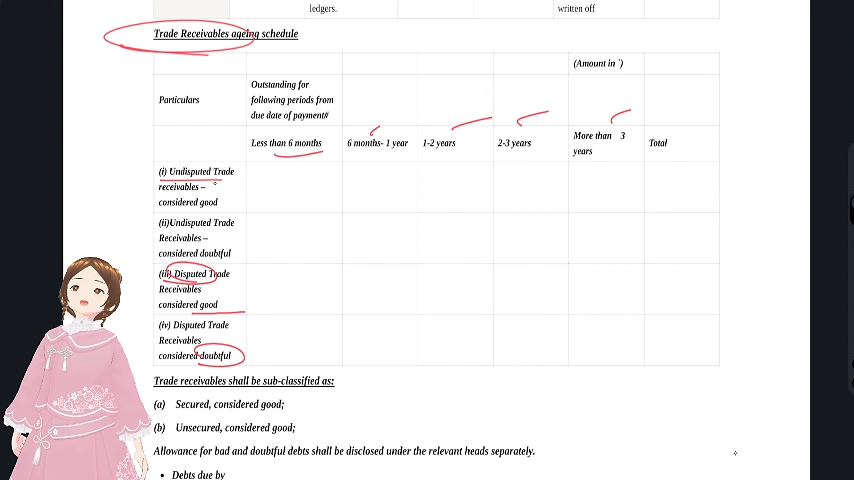 ledgers.
written off
Trade Receivables ageing schedule
(Amount in `)
Particulars
Outstanding for
following periods from
due date of payment#
Less than 6 months
6 months- 1 year
1-2 years
2-3 years
More than 3
years
Total
(i) Undisputed Trade
receivables –
considered good
(ii)Undisputed Trade
Receivables –
considered doubtful
(iii) Disputed Trade
Receivables
considered good
(iv) Disputed Trade
Receivables
considered doubtful
Trade receivables shall be sub-classified as:
(a) Secured, considered good;
(b) Unsecured, considered good;
Allowance for bad and doubtful debts shall be disclosed under the relevant heads separately.
• Debts due by